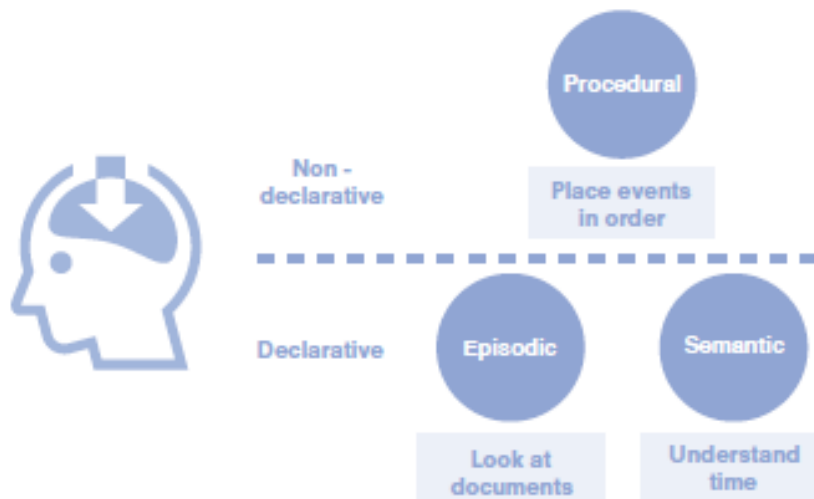 Procedural
Non -
declarative
Place events
in order
Declarative
Episodic
Semantic
Look at
documents
Understand
time